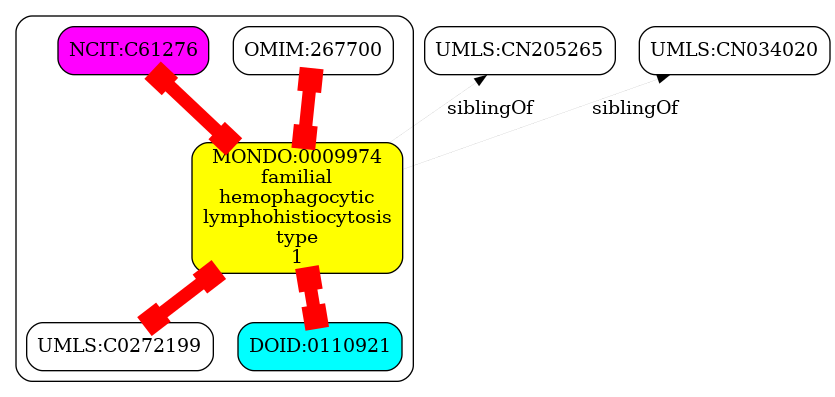 NCIT:C61276
OMIM:267700
UMLS:CN205265
UMLS:CN034020
siblingOf
siblingOf
MONDO:0009974
familial
hemophagocytic
lymphohistiocytosis
type
1
UMLS:C0272199
DOID:0110921